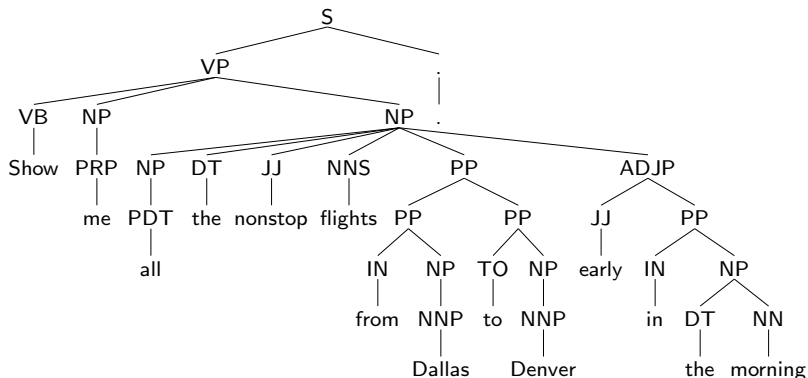 S
VP .
VB NP NP .
Show PRP NP DT JJ NNS PP ADJP
me PDT the nonstop flights PP PP JJ PP
all IN NP TO NP early IN NP
from NNP to NNP in DT NN
Dallas Denver the morning